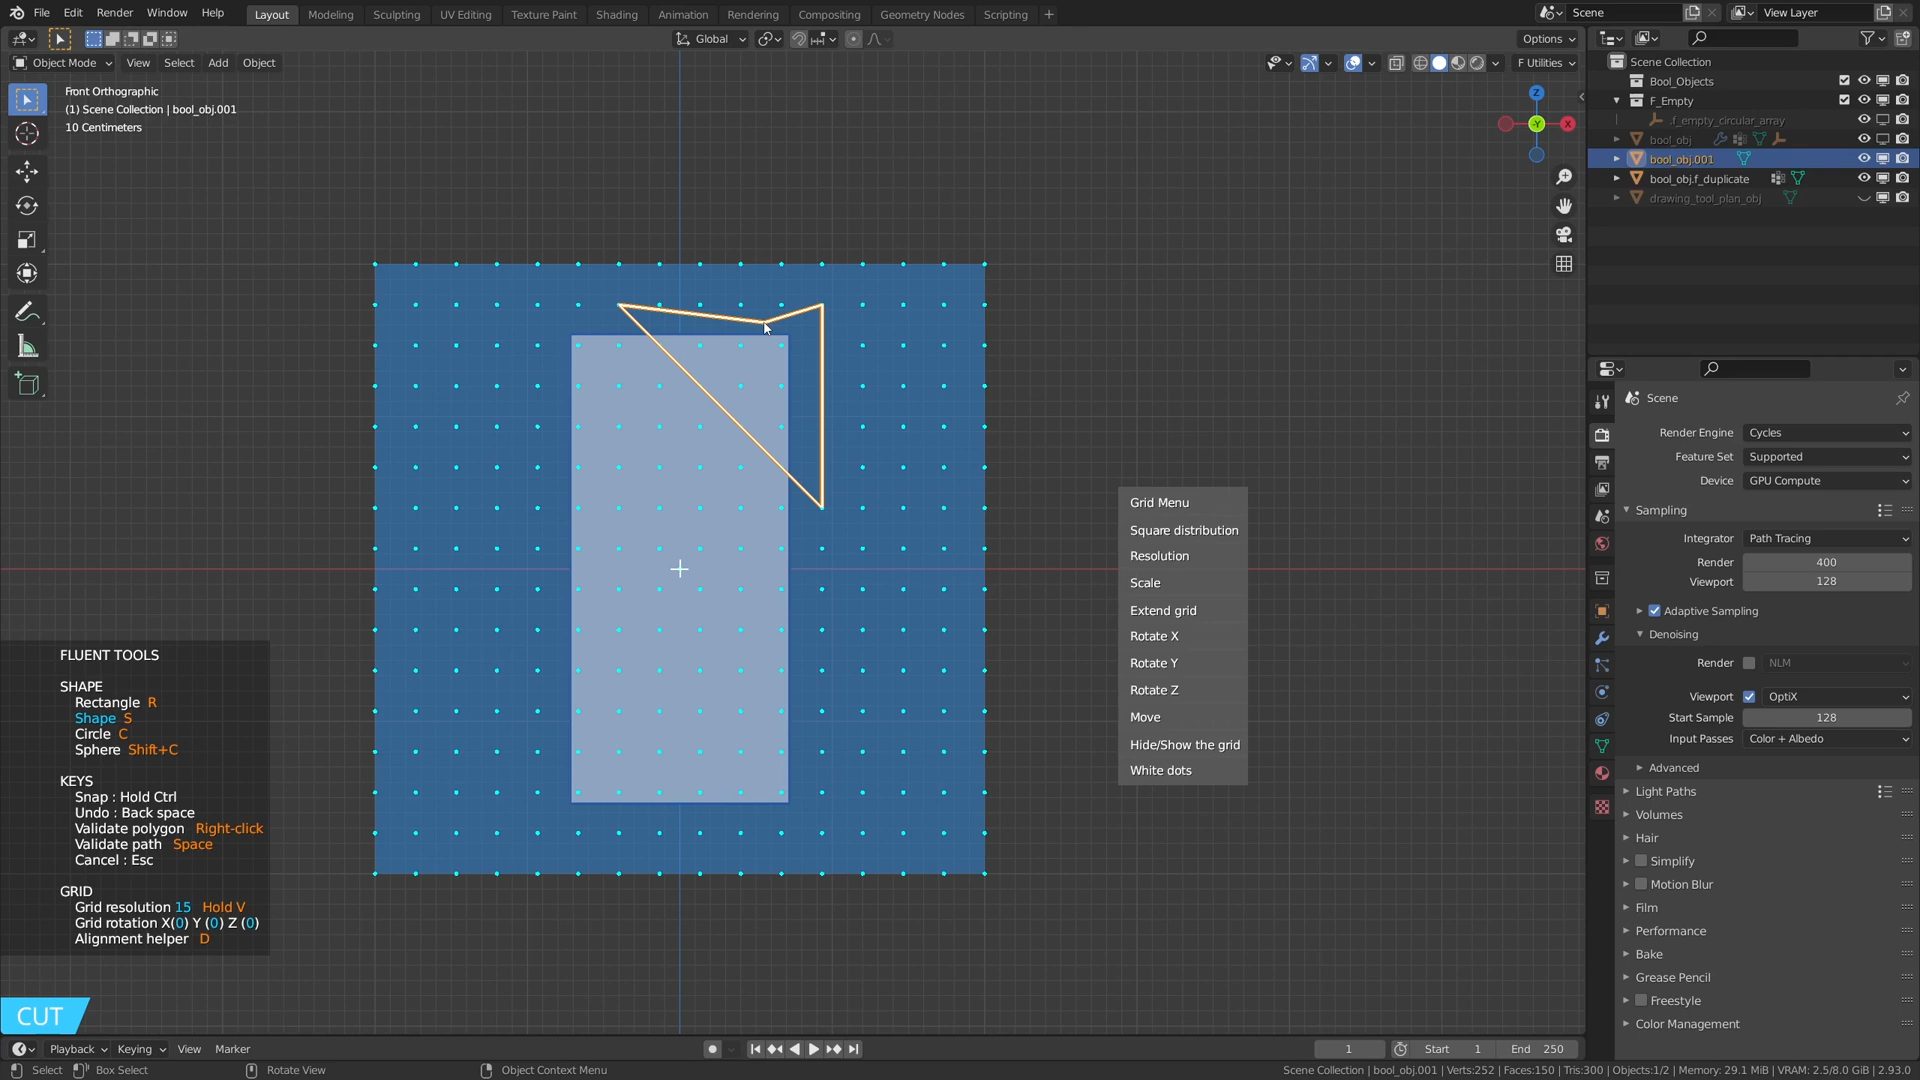 File Edit Render Window Help Layout Modeling Sculpting UV Editing Texture Paint Shading Animation Rendering Compositing Geometry Nodes Scripting + Scene View Layer
Global Options
Object Mode View Select Add Object F Utilities
Front Orthographic
(1) Scene Collection | bool_obj.001
10 Centimeters
Z
-Y
X
Scene Collection
Bool_Objects
F_Empty
.f_empty_circular_array
bool_obj
bool_obj.001
bool_obj.f_duplicate
drawing_tool_plan_obj
Grid Menu
Square distribution
Resolution
Scale
Extend grid
Rotate X
Rotate Y
Rotate Z
Move
Hide/Show the grid
White dots
FLUENT TOOLS
SHAPE
Rectangle R
Shape S
Circle C
Sphere Shift+C
KEYS
Snap : Hold Ctrl
Undo : Back space
Validate polygon Right-click
Validate path Space
Cancel : Esc
GRID
Grid resolution 15 Hold V
Grid rotation X(0) Y (0) Z (0)
Alignment helper D
CUT
Scene
Render Engine Cycles
Feature Set Supported
Device GPU Compute
Sampling
Integrator Path Tracing
Render 400
Viewport 128
Adaptive Sampling
Denoising
Render NLM
Viewport OptiX
Start Sample 128
Input Passes Color + Albedo
Advanced
Light Paths
Volumes
Hair
Simplify
Motion Blur
Film
Performance
Bake
Grease Pencil
Freestyle
Color Management
Playback Keying View Marker 1 Start 1 End 250
Select Box Select Rotate View Object Context Menu Scene Collection | bool_obj.001 | Verts:252 | Faces:150 | Tris:300 | Objects:1/2 | Memory: 29.1 MiB | VRAM: 2.5/8.0 GiB | 2.93.0